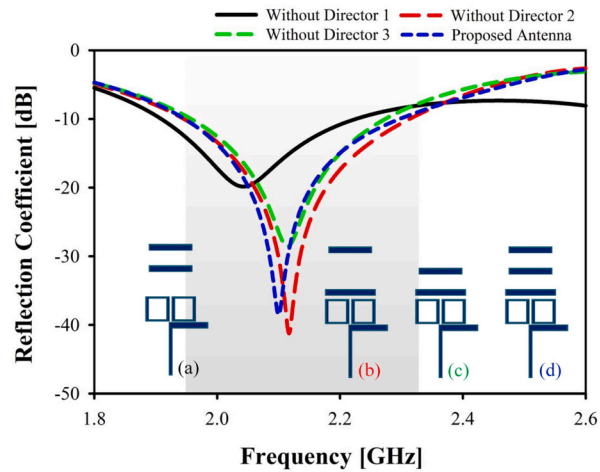 Without Director 1 Without Director 2
Without Director 3 Proposed Antenna
0
-10
-20
-30
-40
-50
Reflection Coefficient [dB]
(a) (b) (c) (d)
1.8 2.0 2.2 2.4 2.6
Frequency [GHz]